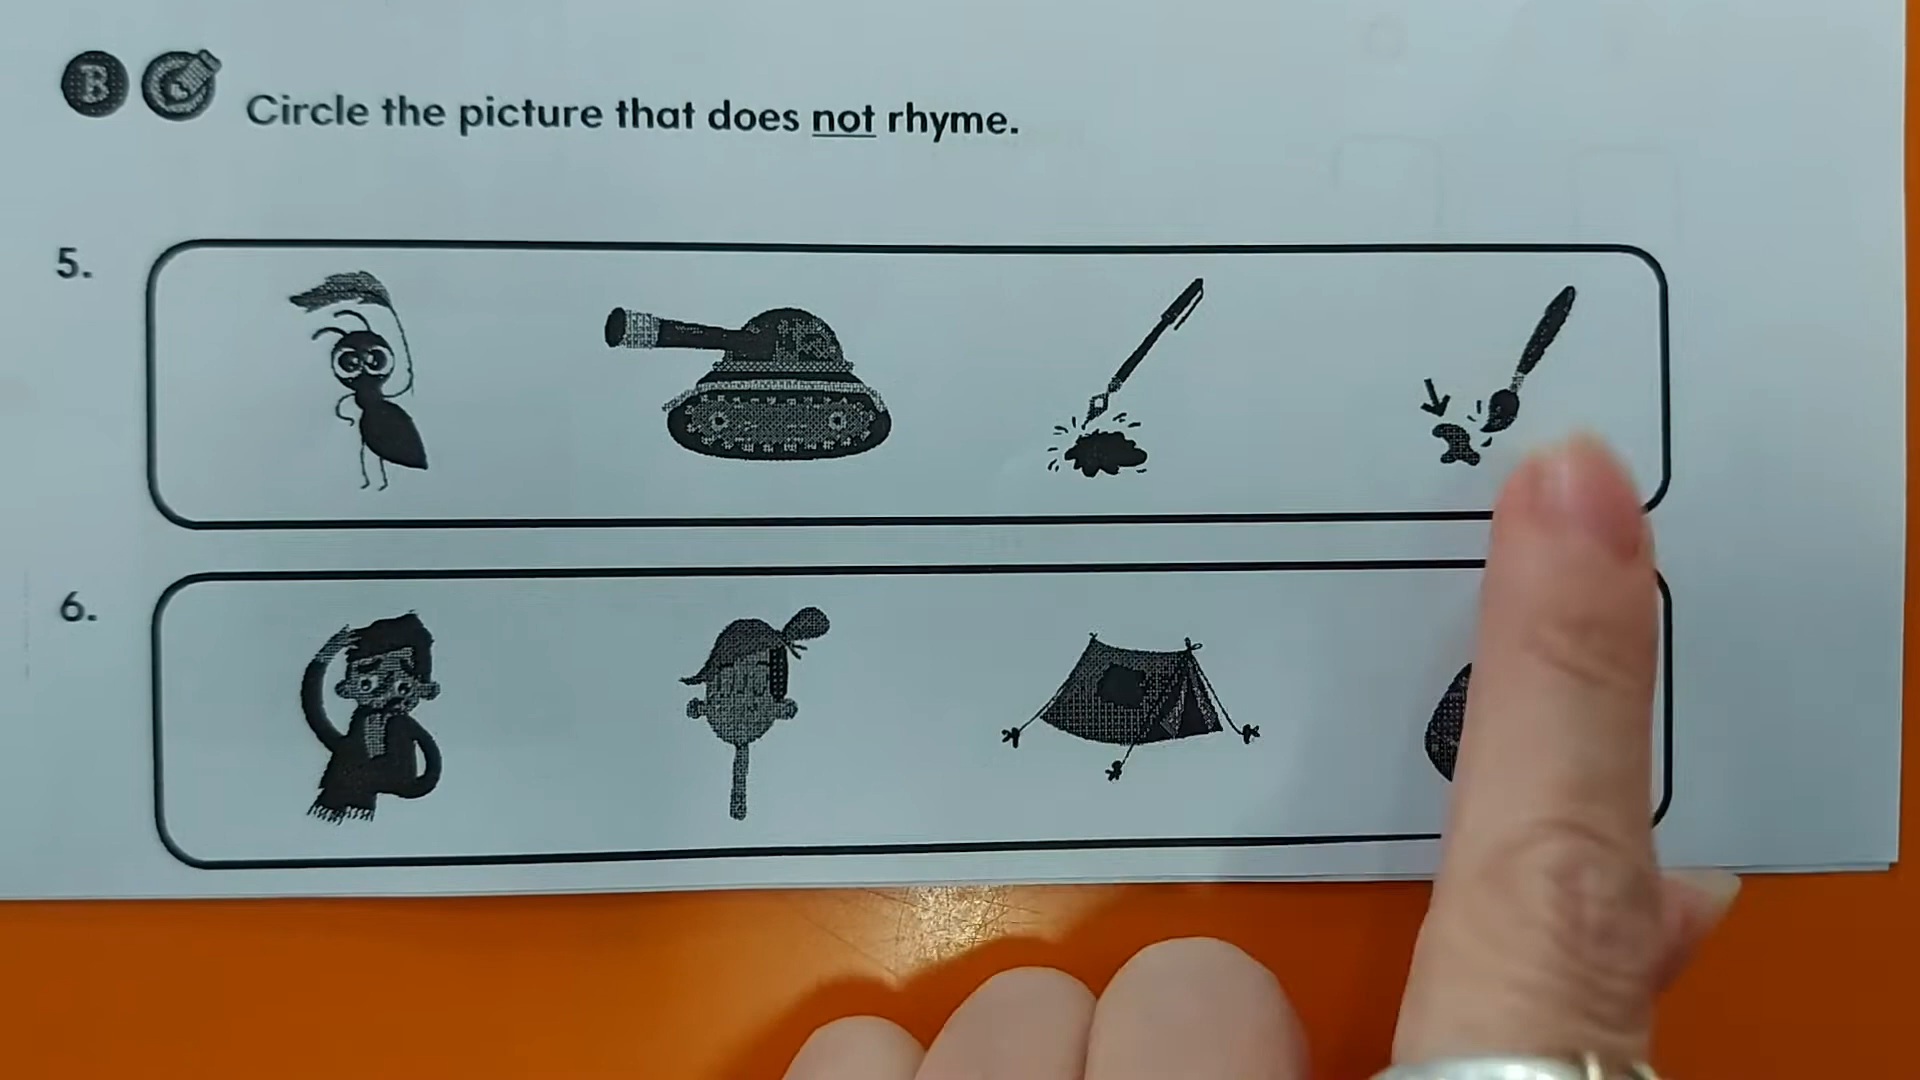 B
Circle the picture that does not rhyme.
5.
6.